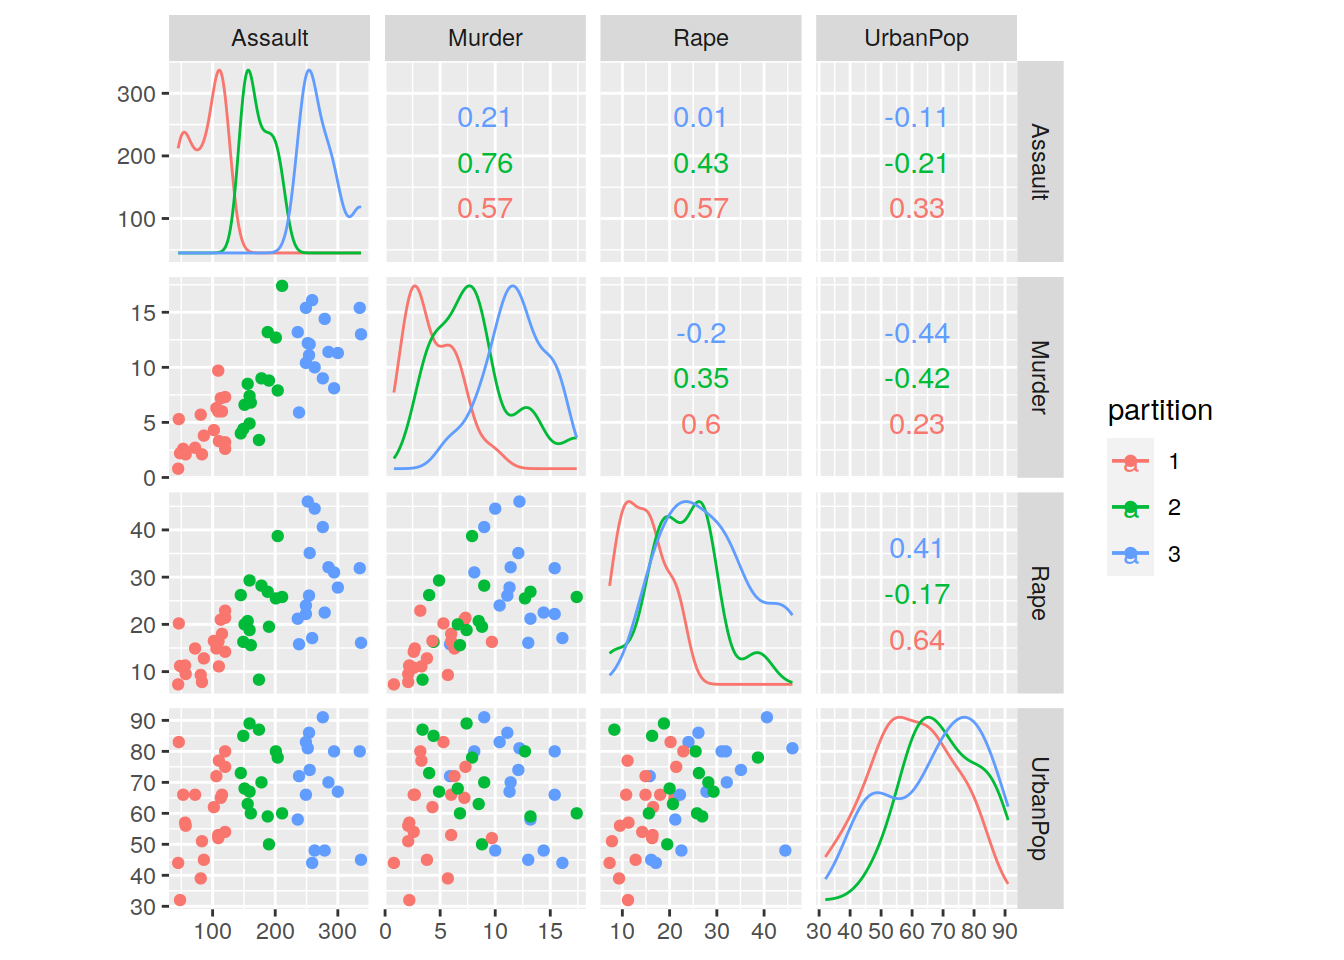 Assault Murder Rape UrbanPop
300
200
100
0.21 0.01 -0.11
0.76 0.43 -0.21
0.57 0.57 0.33
Assault
15
10
5
0
-0.2 -0.44
0.35 -0.42
0.6 0.23
Murder
40
30
20
10
0.41
-0.17
0.64
Rape
90
80
70
60
50
40
30
UrbanPop
100 200 300 0 5 10 15 10 20 30 40 30 40 50 60 70 80 90
partition
a 1
a 2
a 3